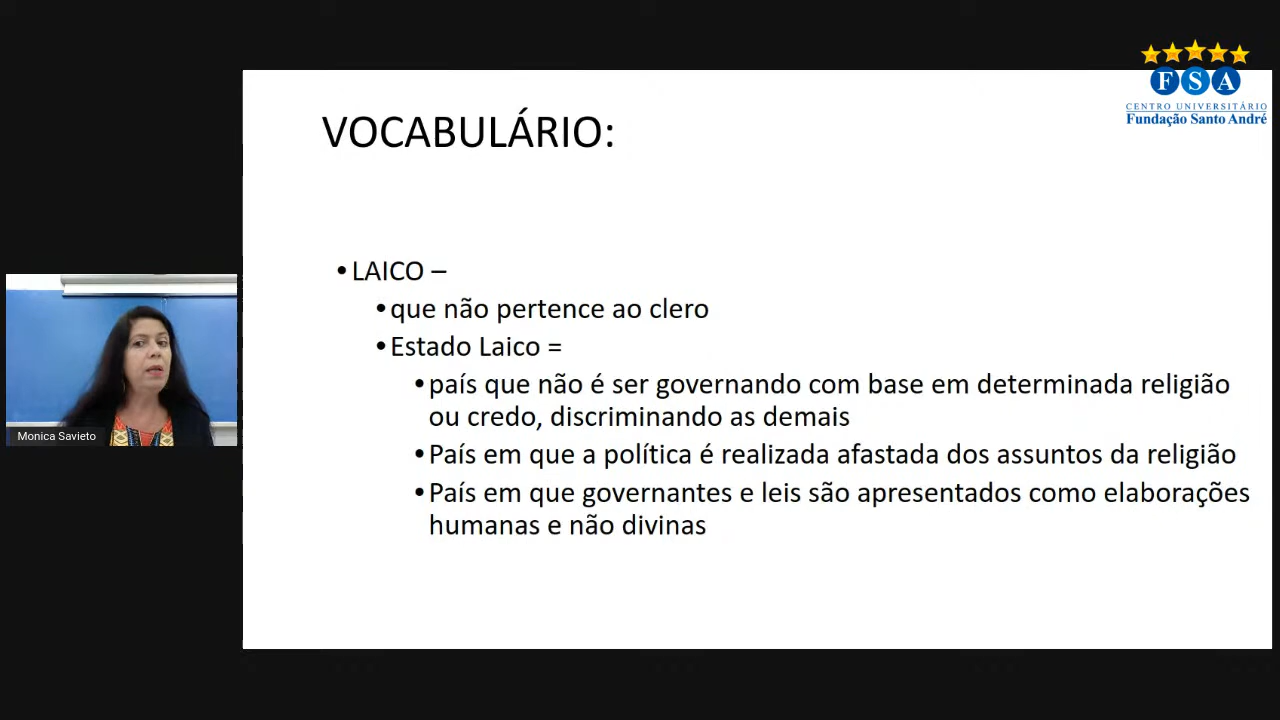 F S A
CENTRO UNIVERSITÁRIO
Fundação Santo André
VOCABULÁRIO:
• LAICO –
• que não pertence ao clero
• Estado Laico =
• país que não é ser governando com base em determinada religião
ou credo, discriminando as demais
• País em que a política é realizada afastada dos assuntos da religião
• País em que governantes e leis são apresentados como elaborações
humanas e não divinas
Monica Savieto